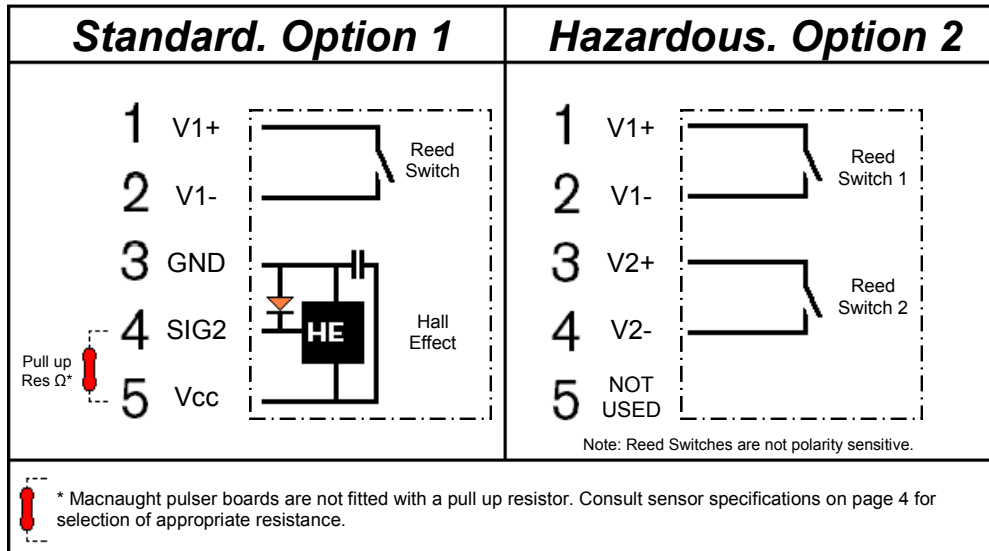 Standard. Option 1
1 V1+
2 V1-
3 GND
4 SIG2
5 Vcc
Reed
Switch
HE
Hall
Effect
Pull up
Res Ω*
Hazardous. Option 2
1 V1+
2 V1-
3 V2+
4 V2-
5 NOT
USED
Reed
Switch 1
Reed
Switch 2
Note: Reed Switches are not polarity sensitive.
* Macnaught pulser boards are not fitted with a pull up resistor. Consult sensor specifications on page 4 for
selection of appropriate resistance.